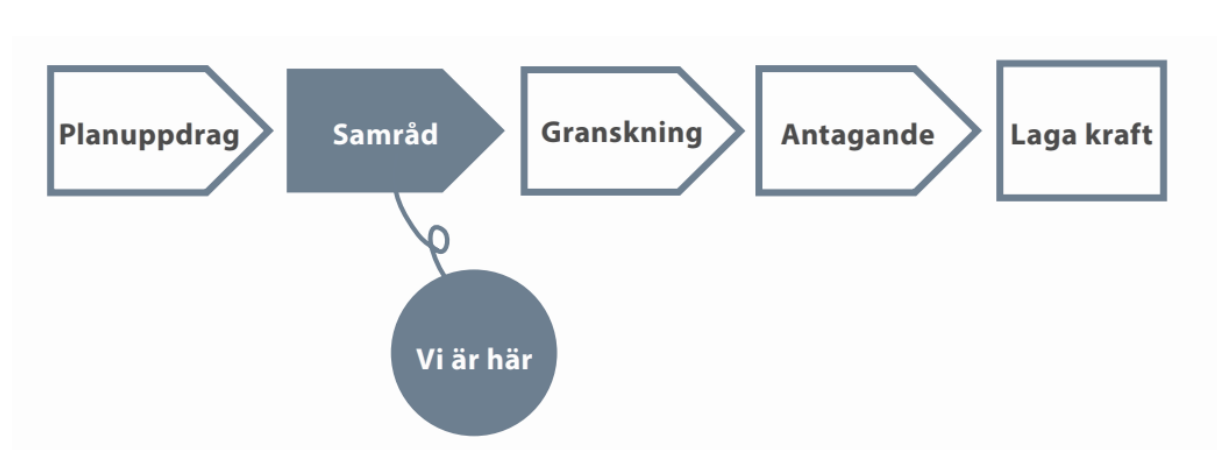 Planuppdrag
Samråd
Granskning
Antagande
Laga kraft
Vi är här